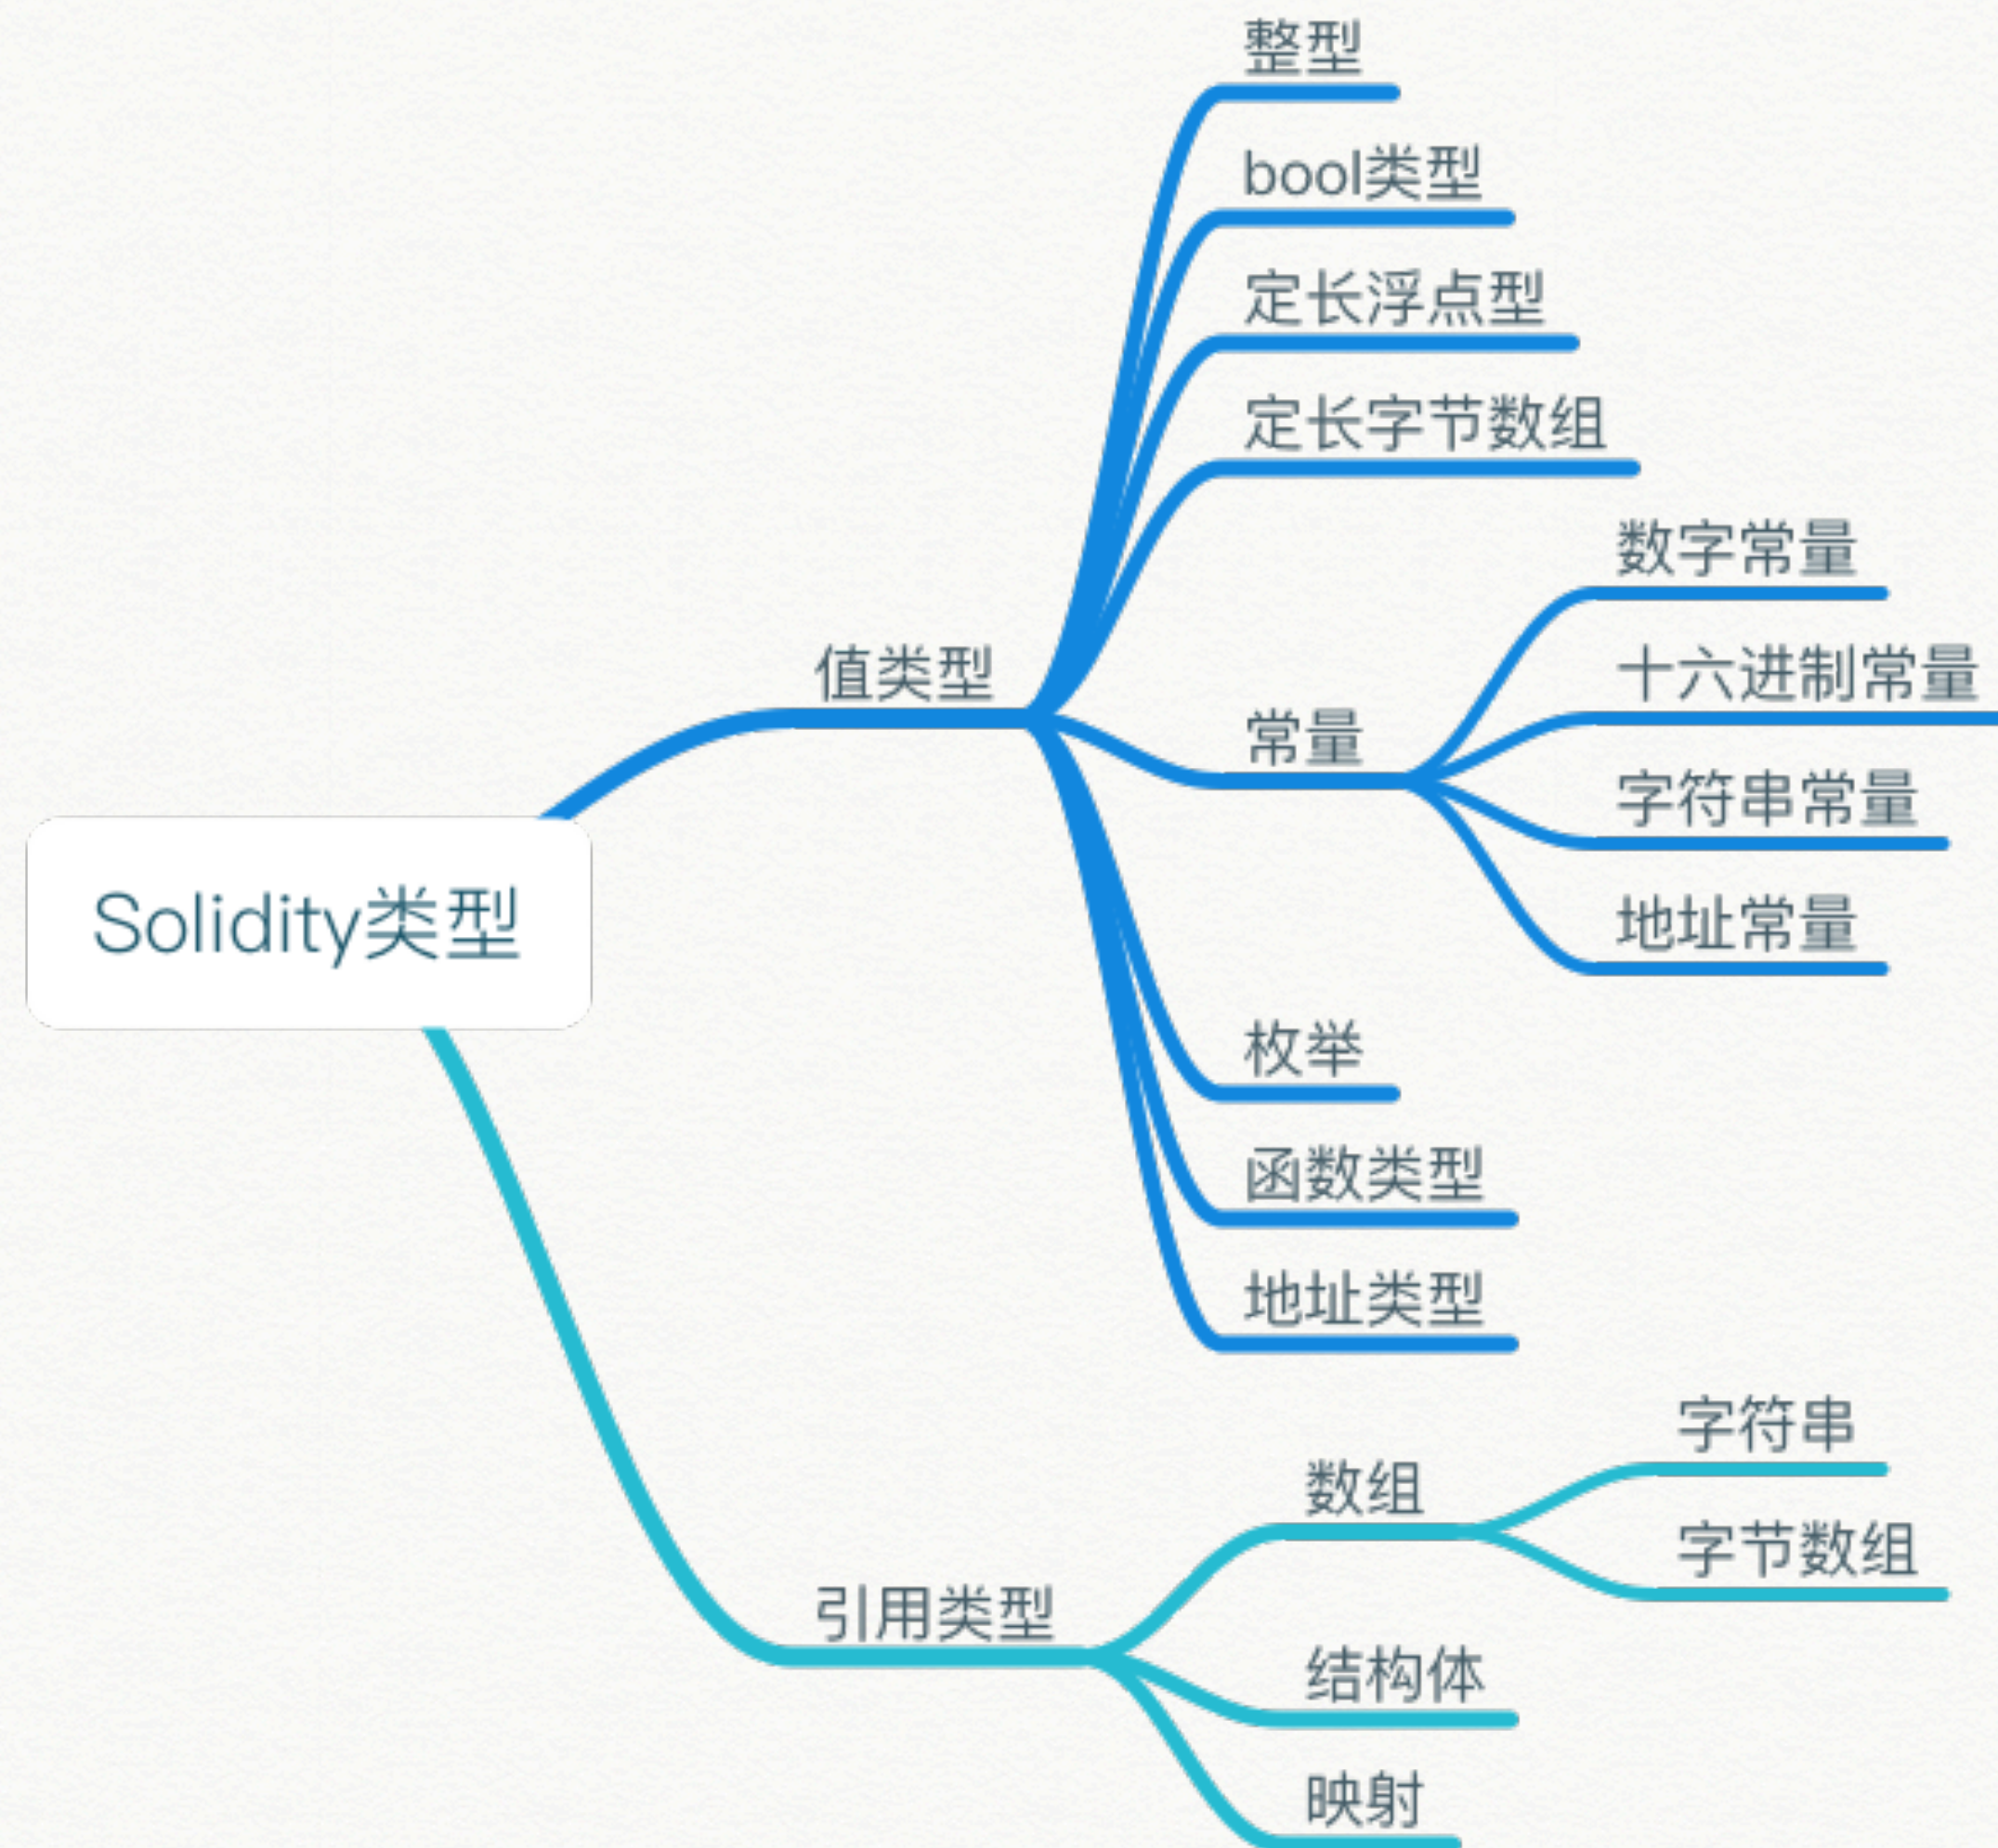 整型
bool类型
定长浮点型
定长字节数组
数字常量
值类型
十六进制常量
常量
字符串常量
Solidity类型
地址常量
枚举
函数类型
地址类型
字符串
数组
字节数组
引用类型
结构体
映射